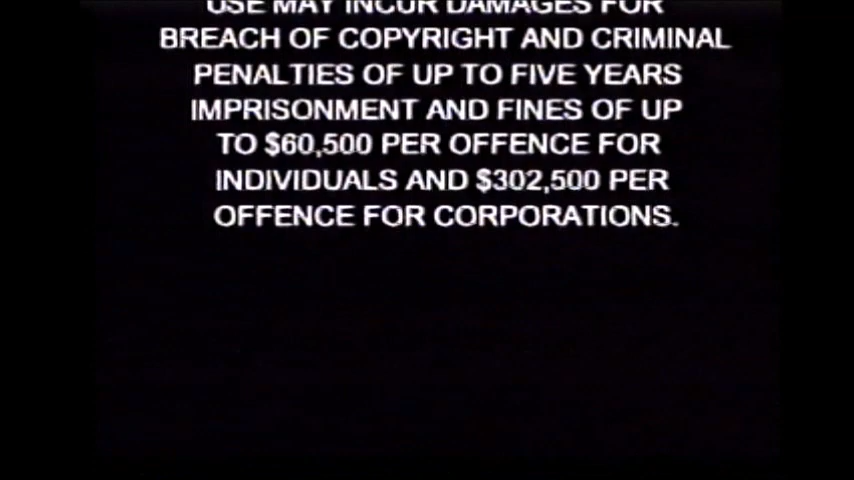 USE MAY INCUR DAMAGES FOR
BREACH OF COPYRIGHT AND CRIMINAL
PENALTIES OF UP TO FIVE YEARS
IMPRISONMENT AND FINES OF UP
TO $60,500 PER OFFENCE FOR
INDIVIDUALS AND $302,500 PER
OFFENCE FOR CORPORATIONS.